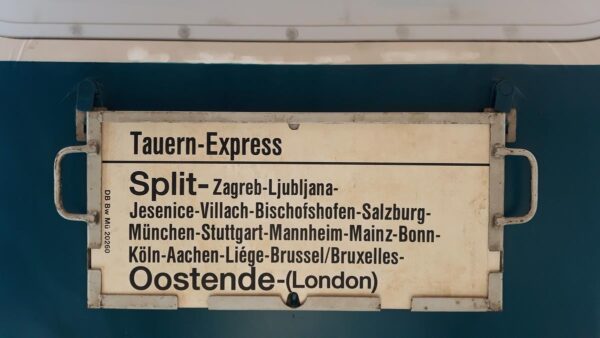 Tauern-Express
Split- Zagreb-Ljubljana-
Jesenice-Villach-Bischofshofen-Salzburg-
München-Stuttgart-Mannheim-Mainz-Bonn-
Köln-Aachen-Liége-Brussel/Bruxelles-
Oostende-(London)
DB Bw Mü 20260